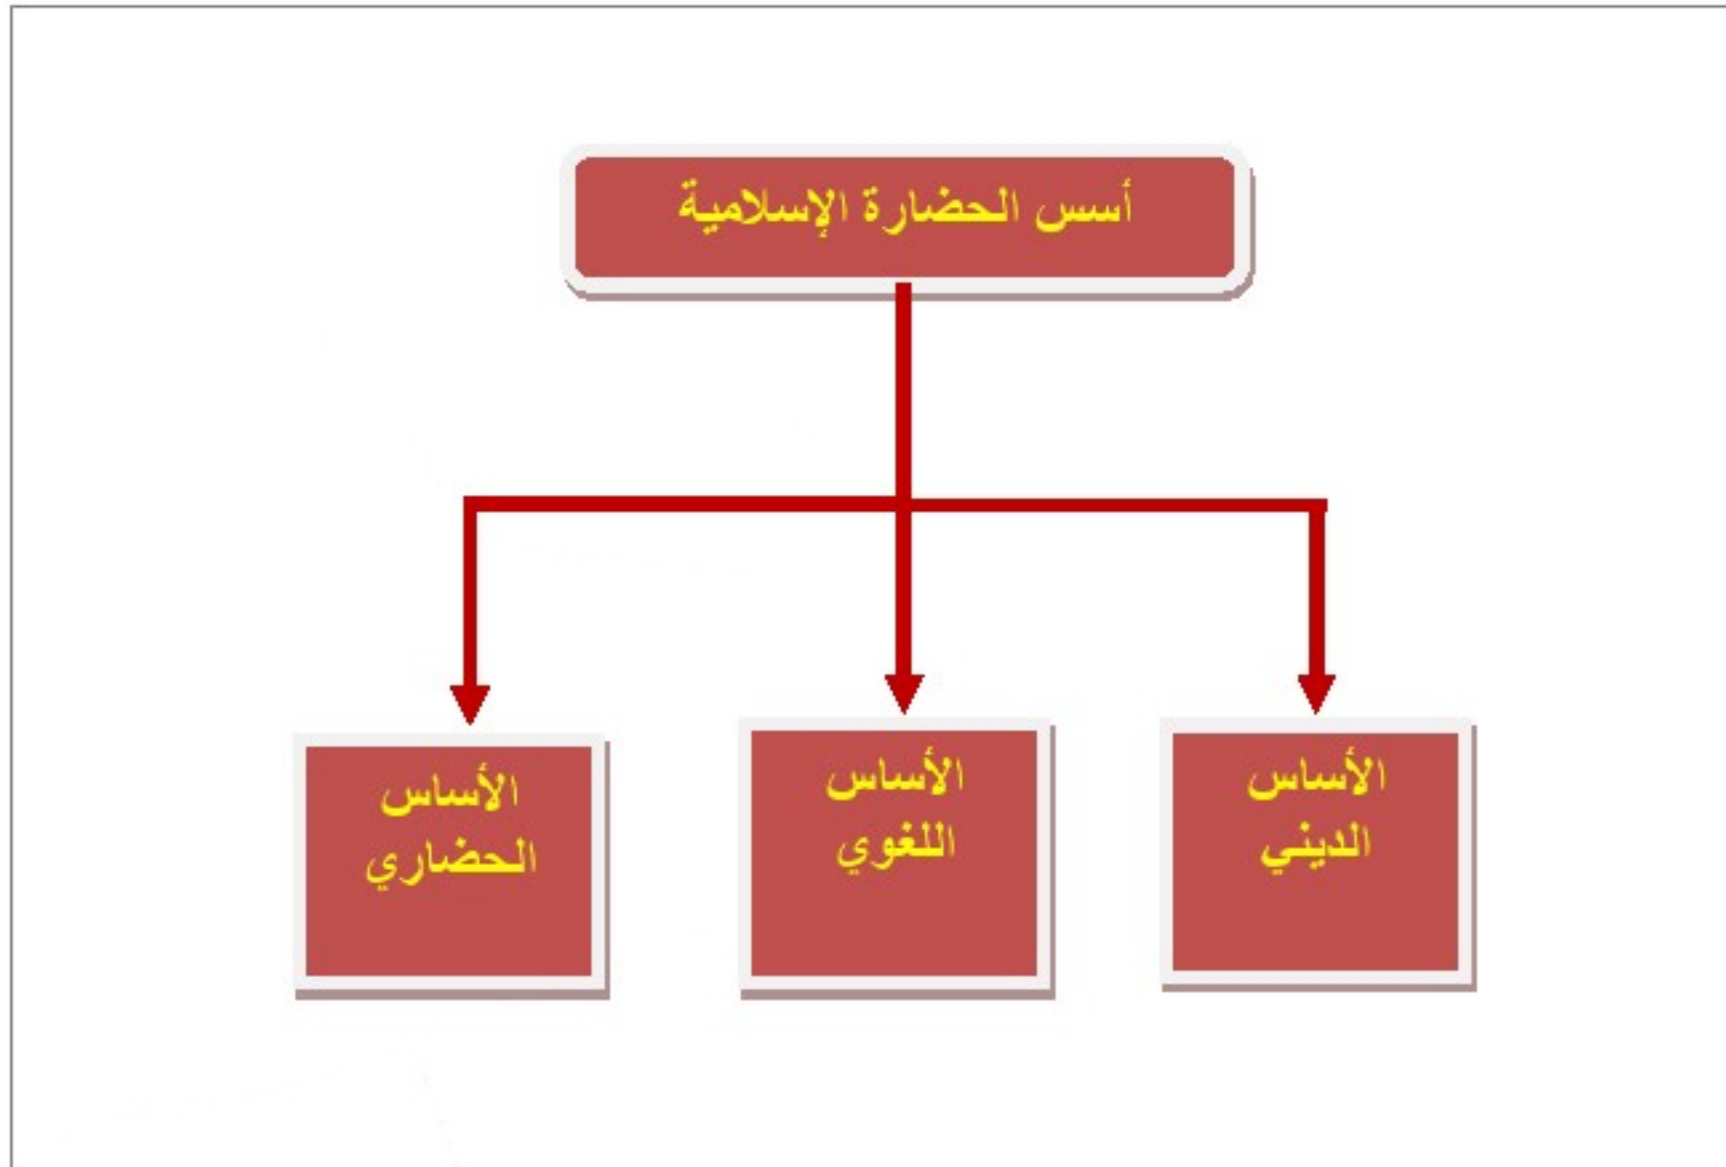 أسس الحضارة الإسلامية
الأساس
الديني
الأساس
اللغوي
الأساس
الحضاري